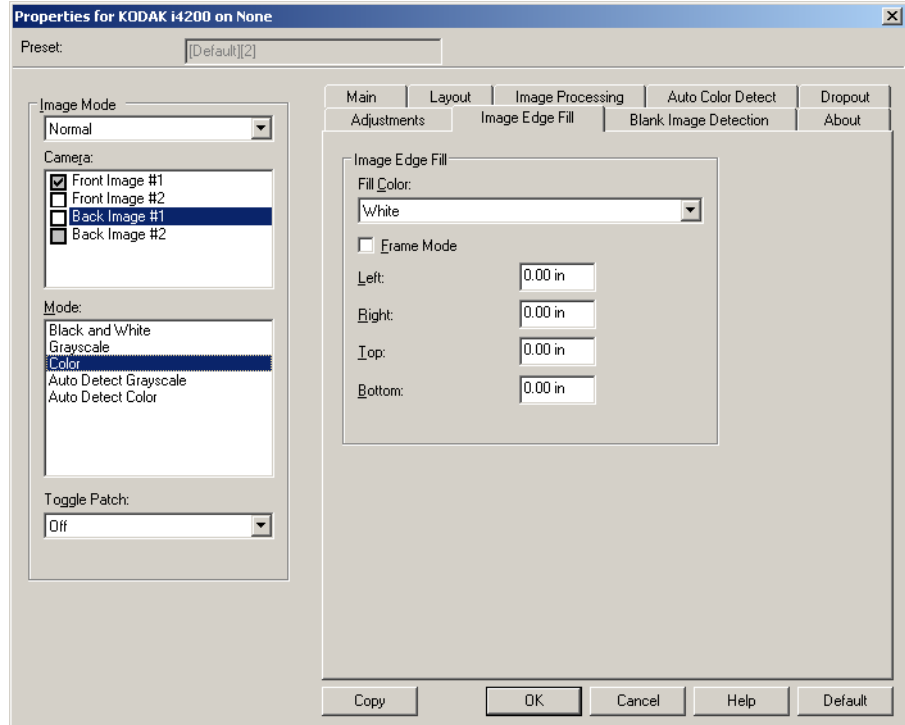 Properties for KODAK i4200 on None
Preset:
[Default][2]
Image Mode
Normal
Camera:
Front Image #1
Front Image #2
Back Image #1
Back Image #2
Mode:
Black and White
Grayscale
Color
Auto Detect Grayscale
Auto Detect Color
Toggle Patch:
Off
Main
Layout
Image Processing
Auto Color Detect
Dropout
Adjustments
Image Edge Fill
Blank Image Detection
About
Image Edge Fill
Fill Color:
White
Frame Mode
Left:
0.00 in
Right:
0.00 in
Top:
0.00 in
Bottom:
0.00 in
Copy
OK
Cancel
Help
Default